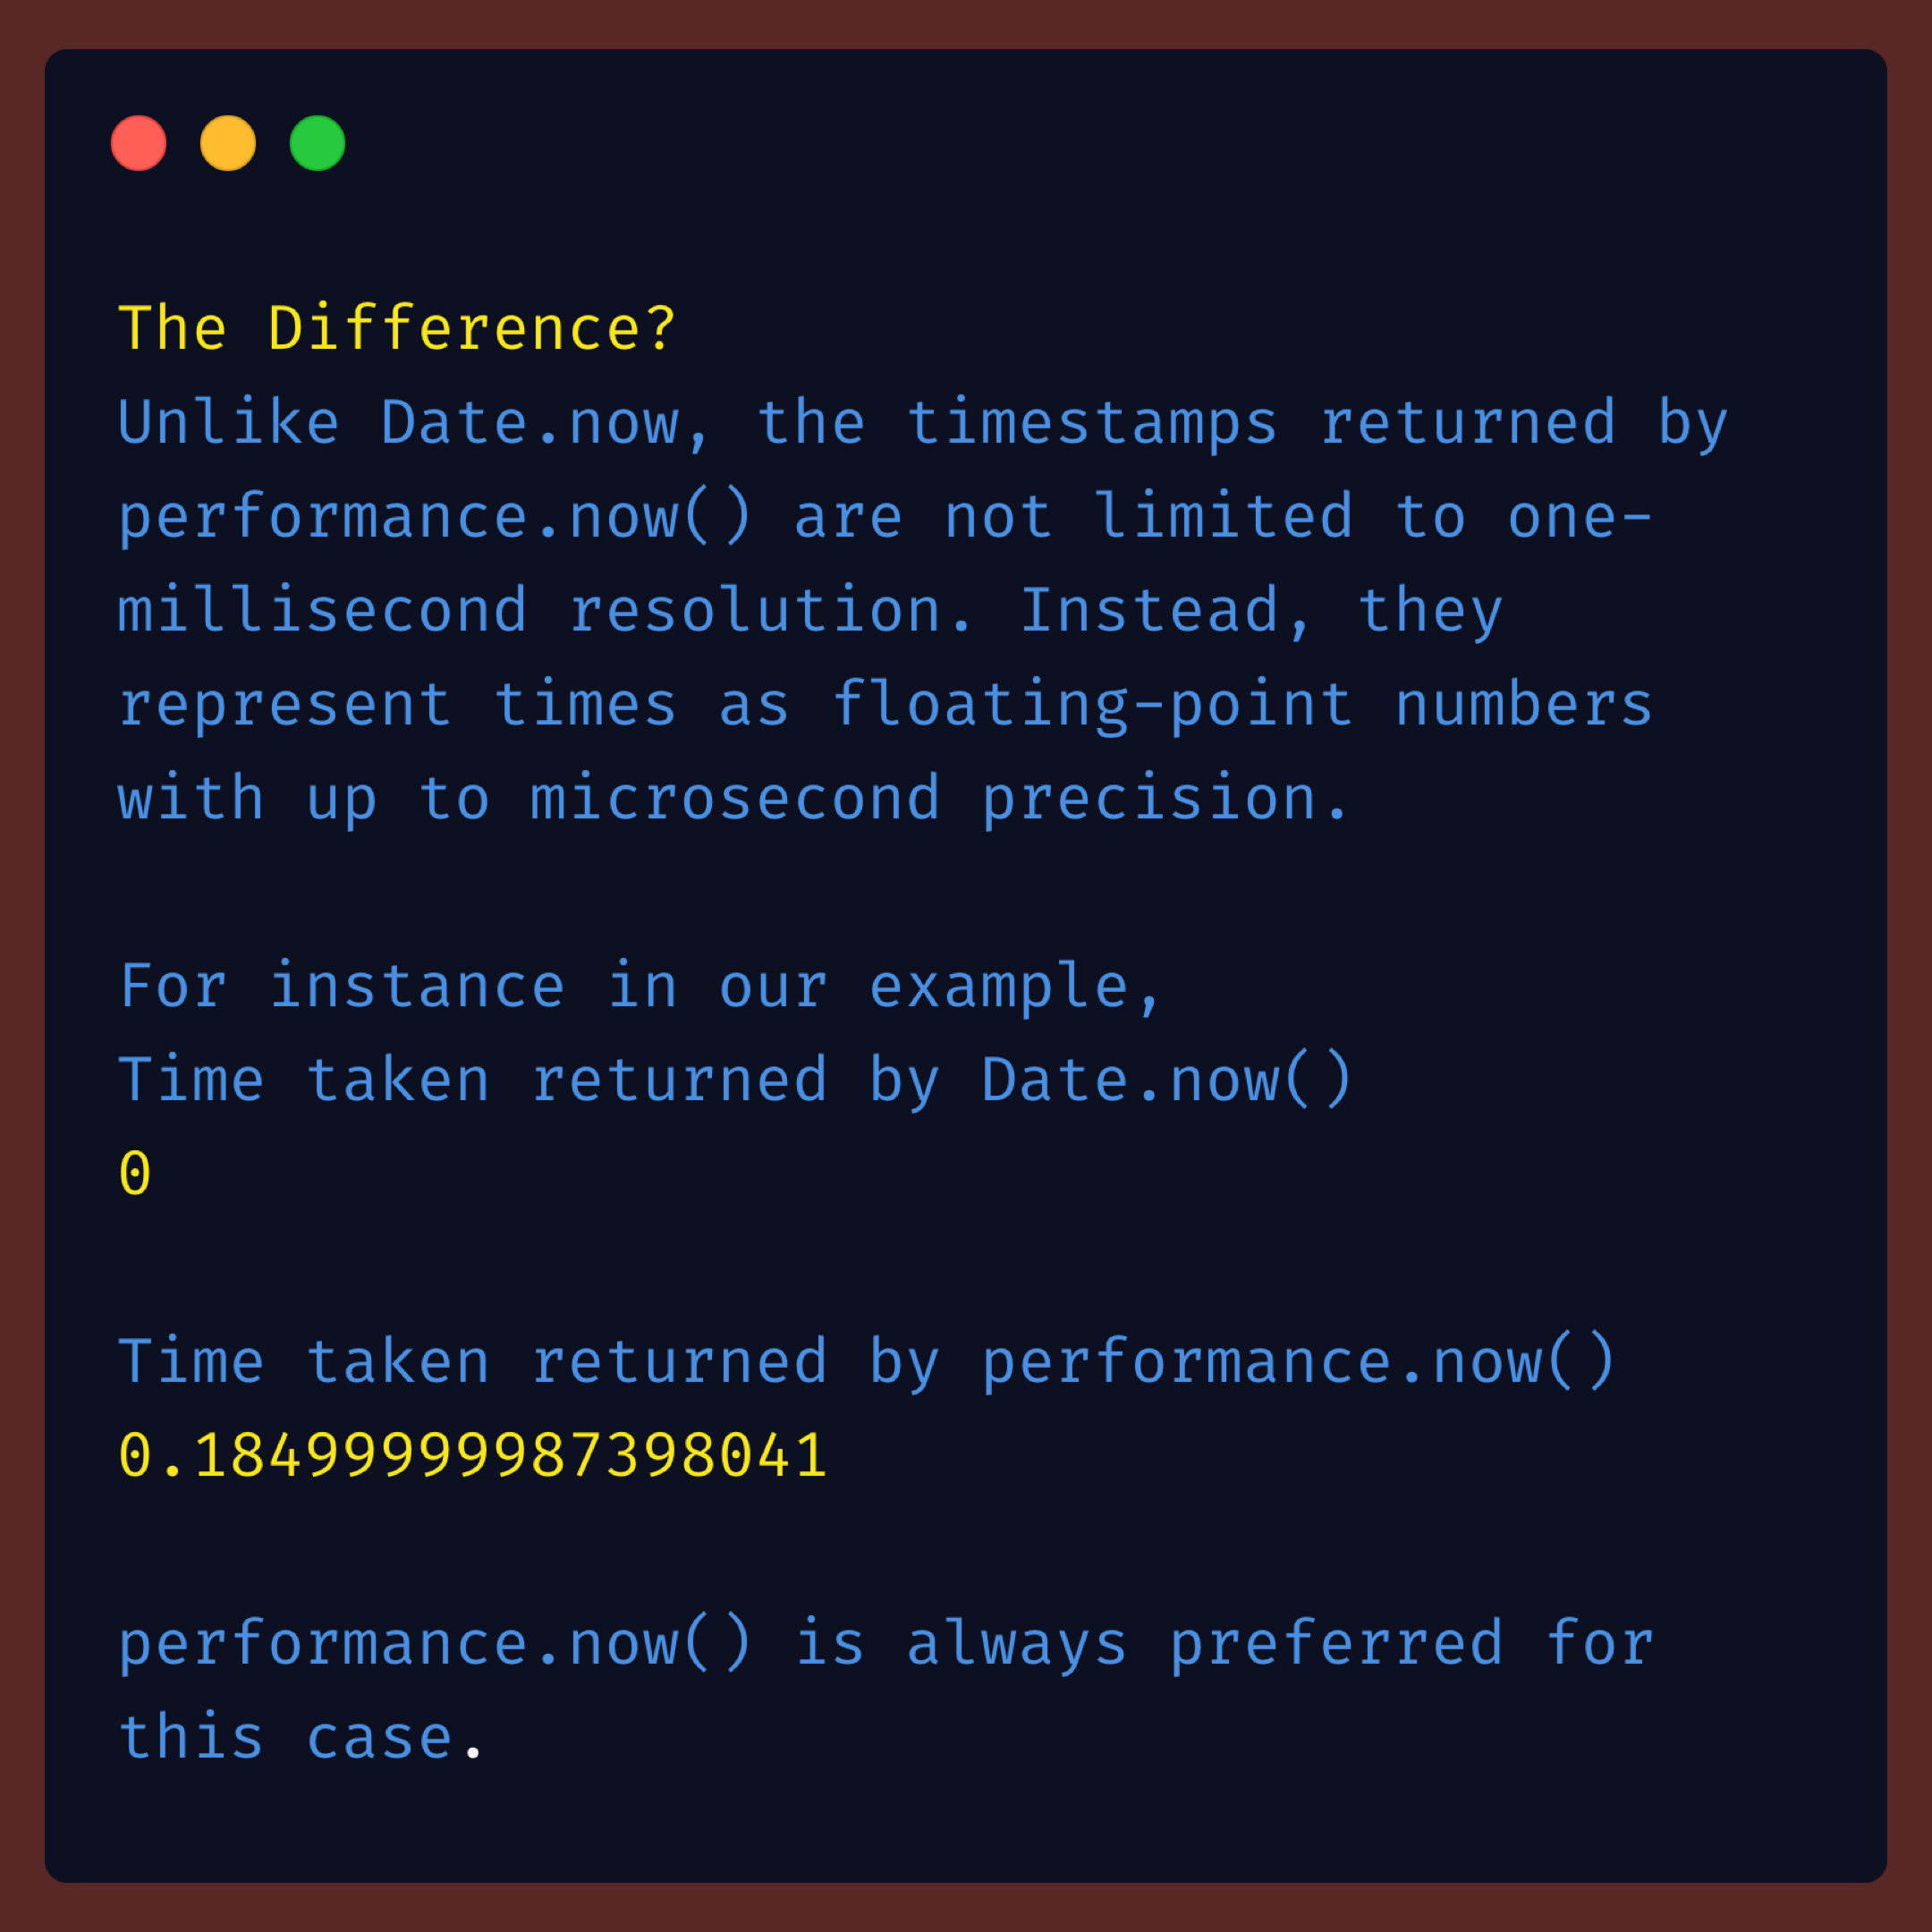 The Difference?
Unlike Date.now, the timestamps returned by
performance.now() are not limited to one-
millisecond resolution. Instead, they
represent times as floating-point numbers
with up to microsecond precision.
For instance in our example,
Time taken returned by Date.now()
0
Time taken returned by performance.now()
0.18499999987398041
performance.now() is always preferred for
this case.